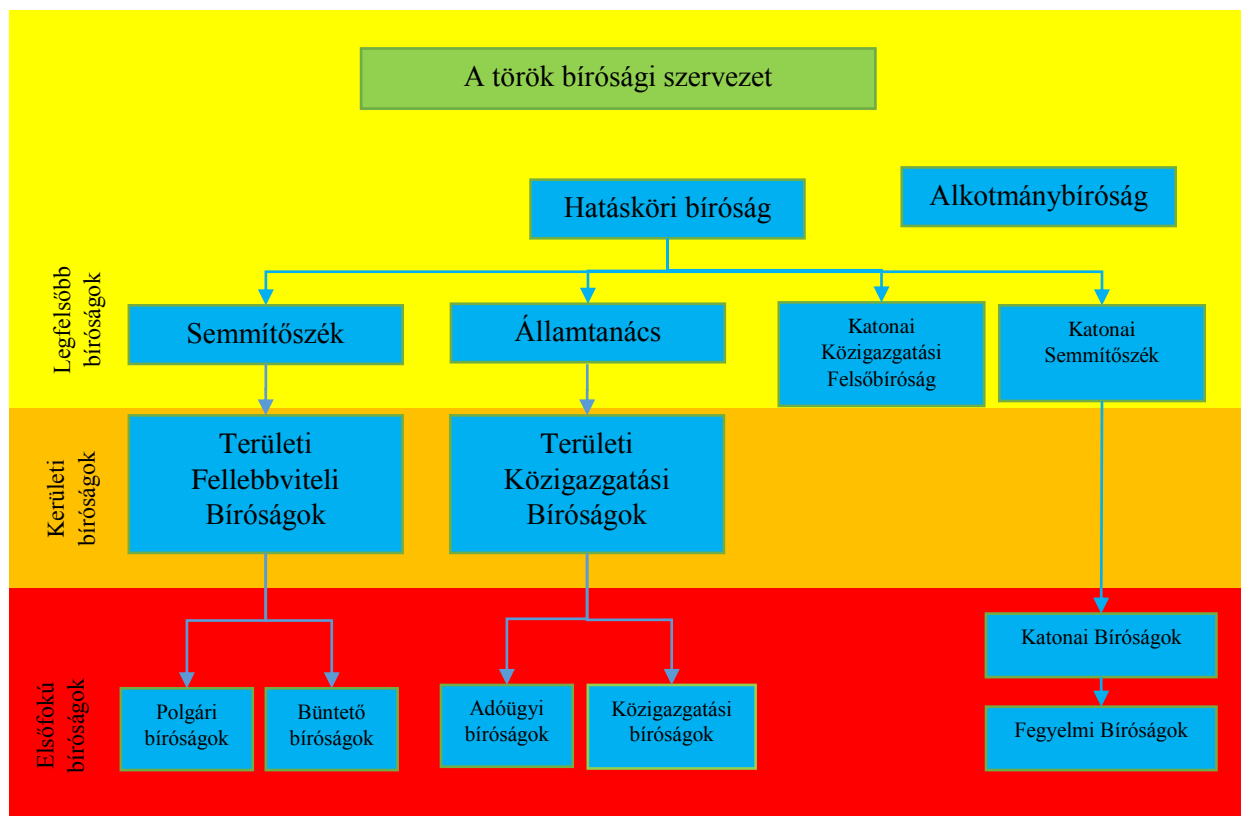 A török bírósági szervezet
Hatásköri bíróság
Alkotmánybíróság
Legfelsőbb
bíróságok
Semmítőszék
Államtanács
Katonai
Közigazgatási
Felsőbíróság
Katonai
Semmítőszék
Kerületi
bíróságok
Területi
Fellebbviteli
Bíróságok
Területi
Közigazgatási
Bíróságok
Elsőfokú
bíróságok
Polgári
bíróságok
Büntető
bíróságok
Adóügyi
bíróságok
Közigazgatási
bíróságok
Katonai Bíróságok
Fegyelmi Bíróságok